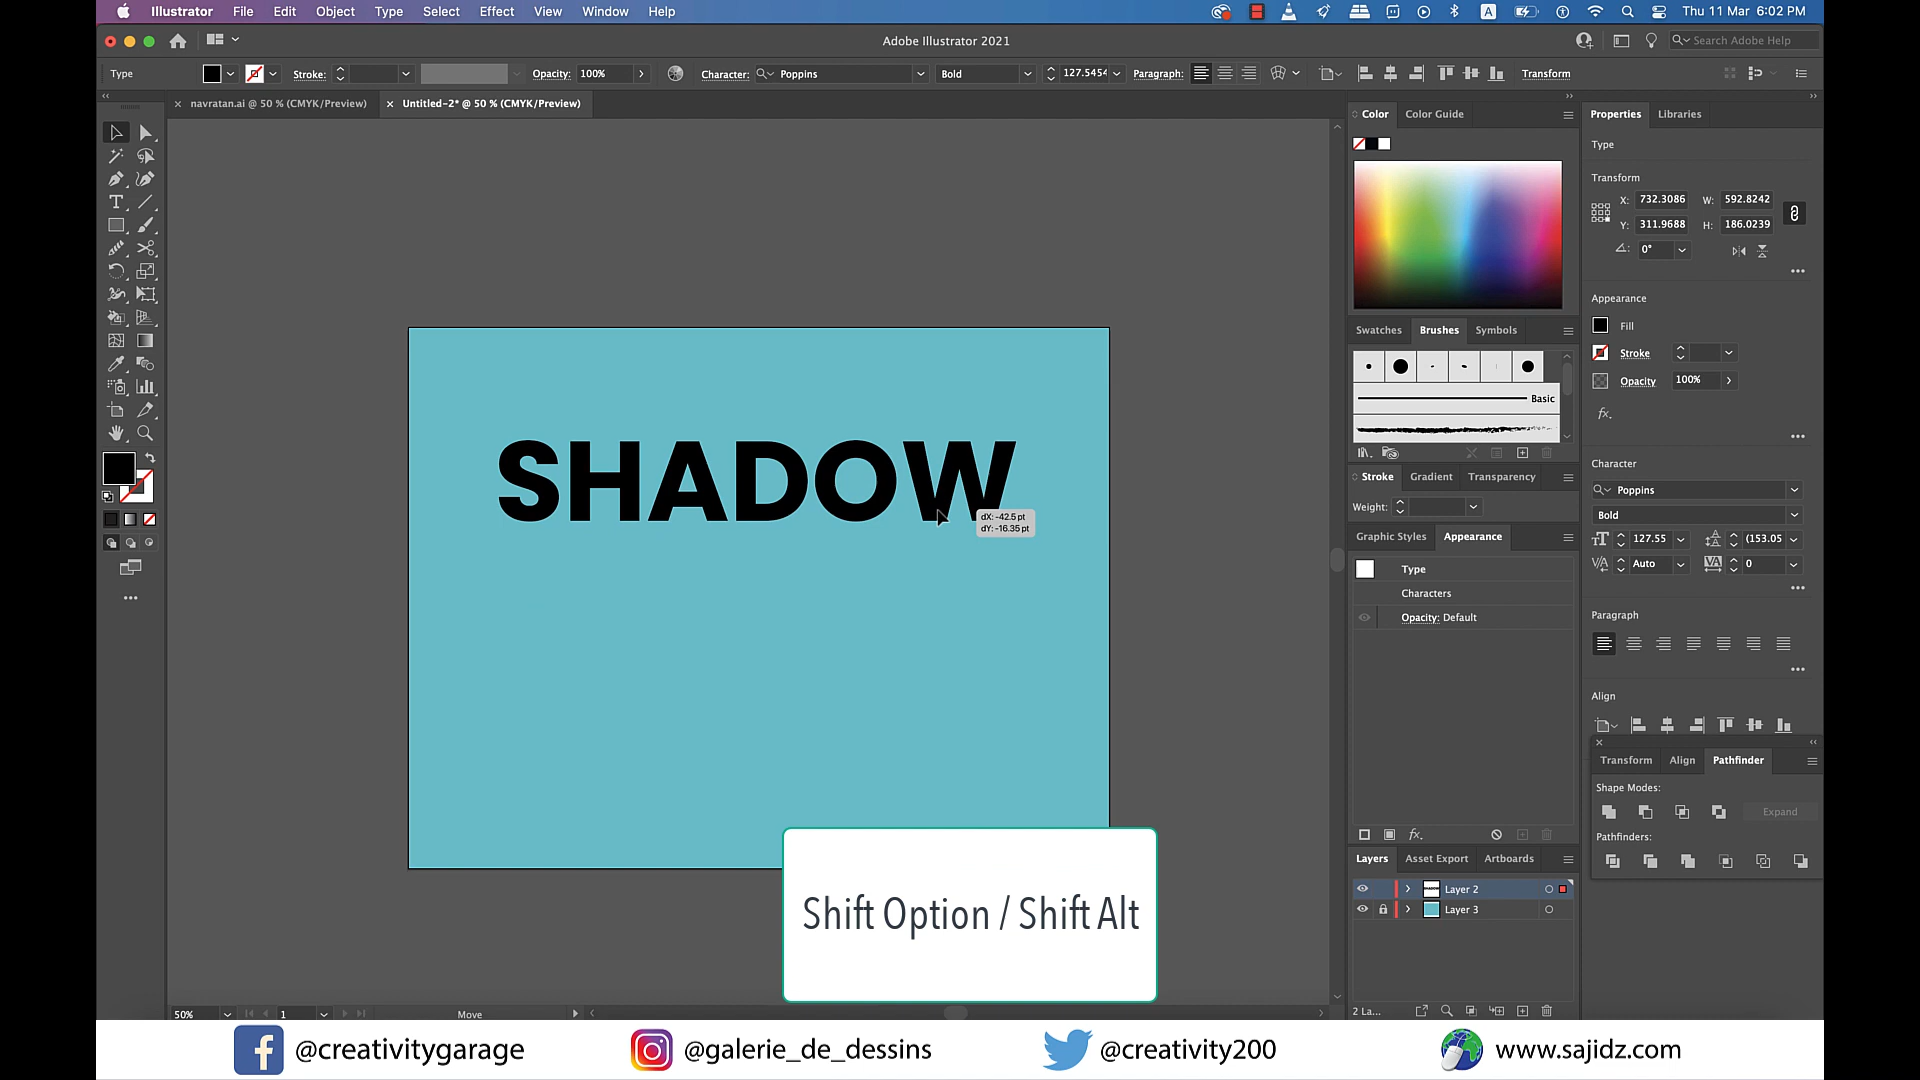 Illustrator File Edit Object Type Select Effect View Window Help
A
Thu 11 Mar 6:02 PM
Adobe Illustrator 2021
Search Adobe Help
Type
Stroke:
Opacity: 100%
Character: Poppins
Bold
127.5454
Paragraph:
Transform
navratan.ai @ 50 % (CMYK/Preview)
Untitled-2* @ 50 % (CMYK/Preview)
Color
Color Guide
Properties
Libraries
Type
Transform
X: 732.3086
W: 592.8242
Y: 311.9688
H: 186.0239
0°
Appearance
Fill
Stroke
Opacity 100%
fx.
Swatches
Brushes
Symbols
Basic
Stroke
Gradient
Transparency
Weight:
Graphic Styles
Appearance
Type
Characters
Opacity: Default
fx.
Character
Poppins
Bold
127.55
(153.05
Auto
0
Paragraph
Align
Transform
Align
Pathfinder
Shape Modes:
Expand
Pathfinders:
Layers
Asset Export
Artboards
Layer 2
Layer 3
2 La...
SHADOW
dX: -42.5 pt
dY: -16.35 pt
Shift Option / Shift Alt
50%
1
Move
@creativitygarage
@galerie_de_dessins
@creativity200
www.sajidz.com